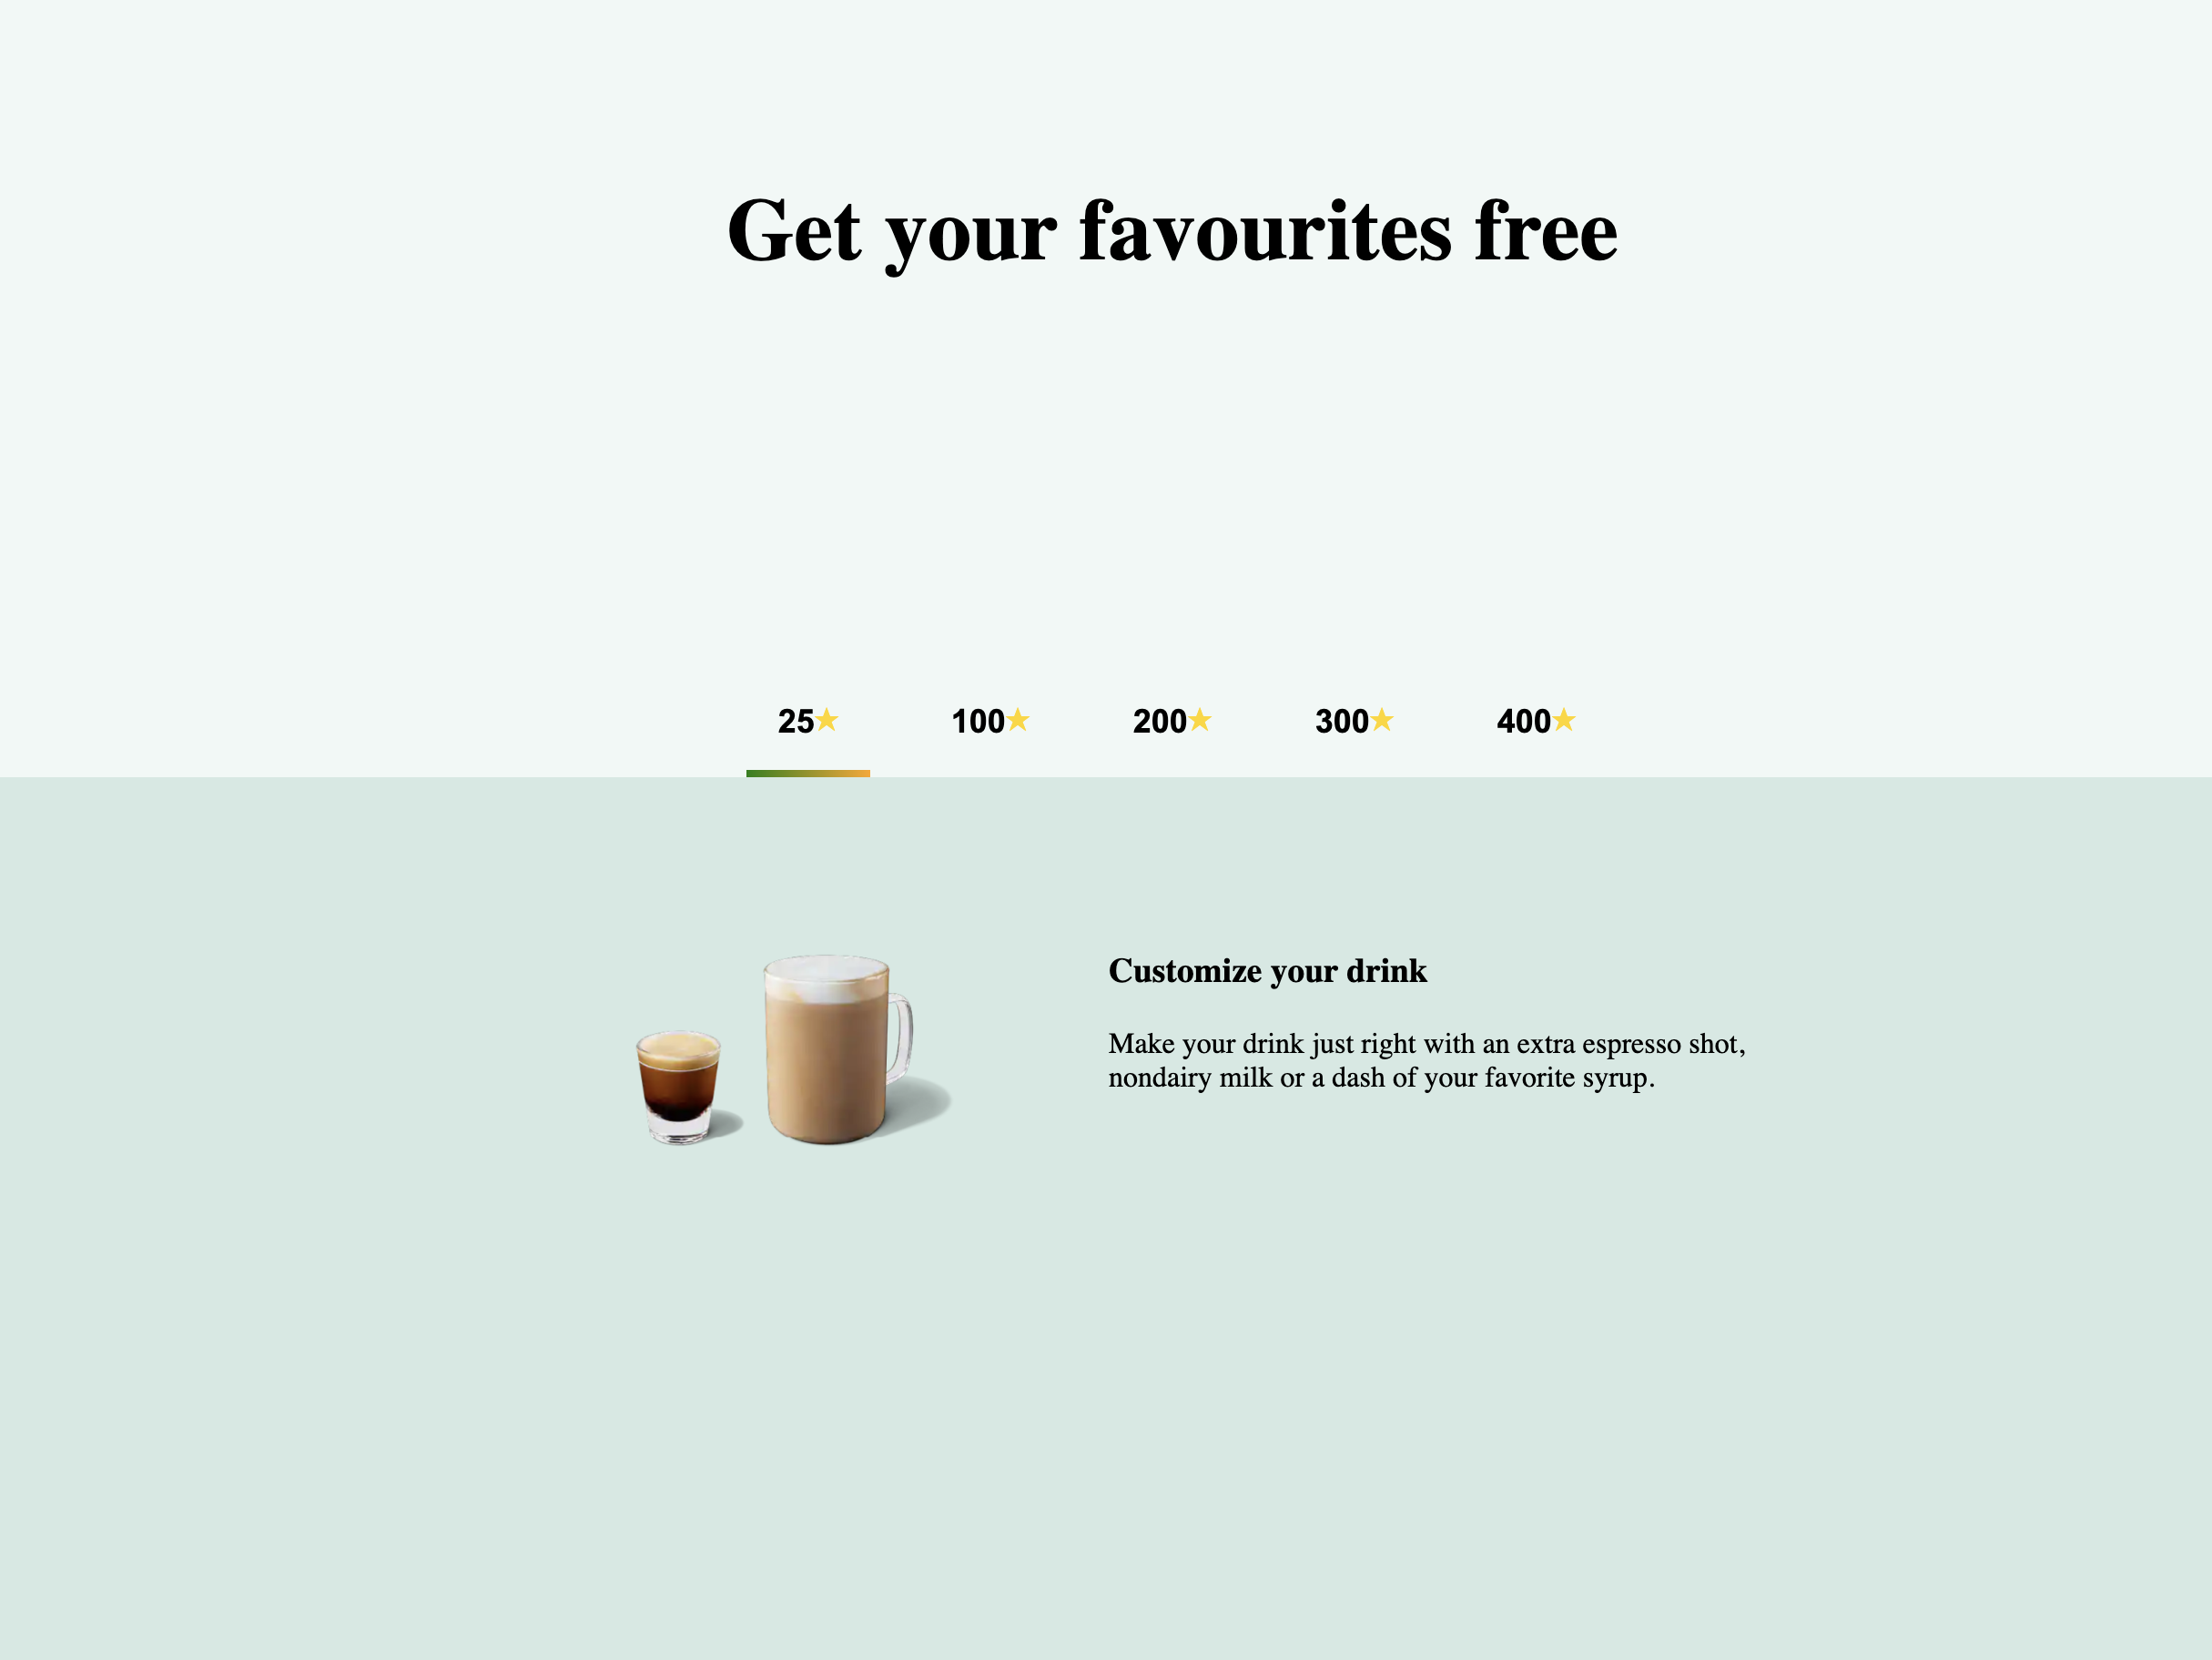 Get your favourites free
25★ 100★ 200★ 300★ 400★
Customize your drink
Make your drink just right with an extra espresso shot,
nondairy milk or a dash of your favorite syrup.